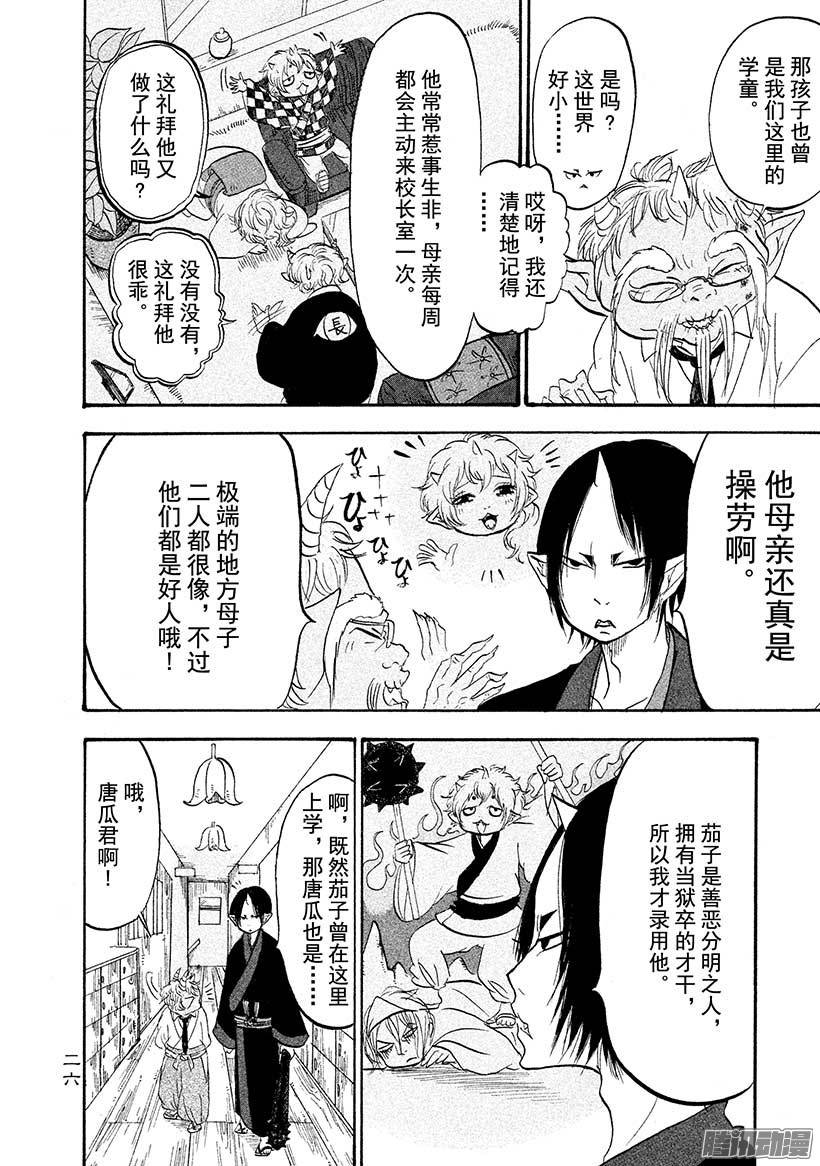 那孩子也曾
是我们这里的
学童。
是吗？
这世界
好小……
哎呀，我还
清楚地记得
……
他常常惹事生非，母亲每周
都会主动来校长室一次。
这礼拜他又
做了什么吗？
没有没有，
这礼拜他
很乖。
長
他母亲还真是
操劳啊。
ひょ
ひょ
ひょ
极端的地方母子
二人都很像，不过
他们都是好人哦！
茄子是善恶分明之人，
拥有当狱卒的才干，
所以我才录用他。
啊，既然茄子曾在这里
上学，那唐瓜也是……
哦，
唐瓜君啊！
二六
腾讯动漫